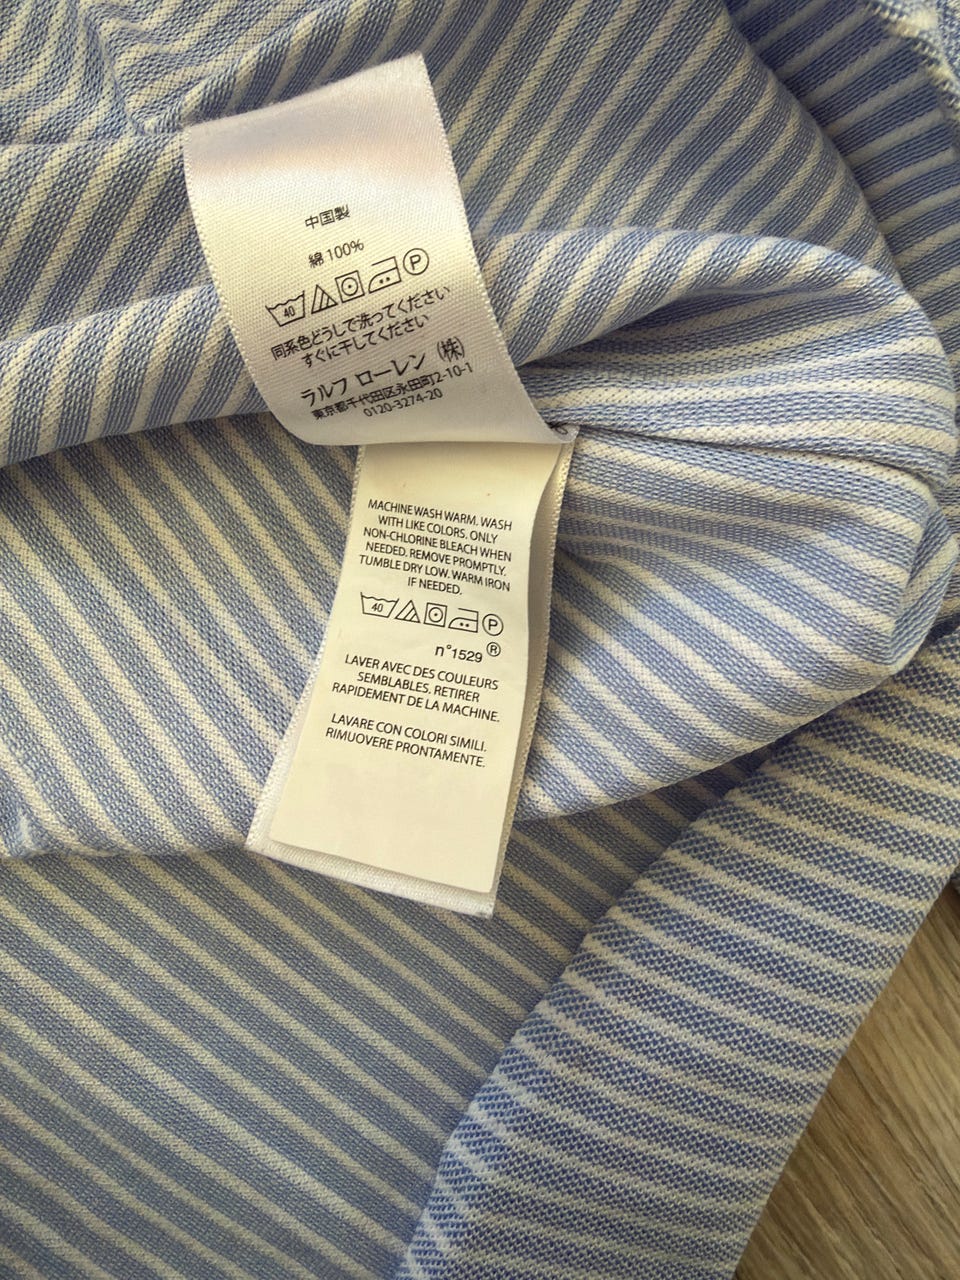 中国製
綿 100%
40 P
同系色どうしで洗ってください
すぐに干してください
ラルフ ローレン (株)
東京都千代田区永田町2-10-1
0120-3274-20
MACHINE WASH WARM. WASH
WITH LIKE COLORS. ONLY
NON-CHLORINE BLEACH WHEN
NEEDED. REMOVE PROMPTLY.
TUMBLE DRY LOW. WARM IRON
IF NEEDED.
40 P
n°1529 ®
LAVER AVEC DES COULEURS
SEMBLABLES. RETIRER
RAPIDEMENT DE LA MACHINE.
LAVARE CON COLORI SIMILI.
RIMUOVERE PRONTAMENTE.